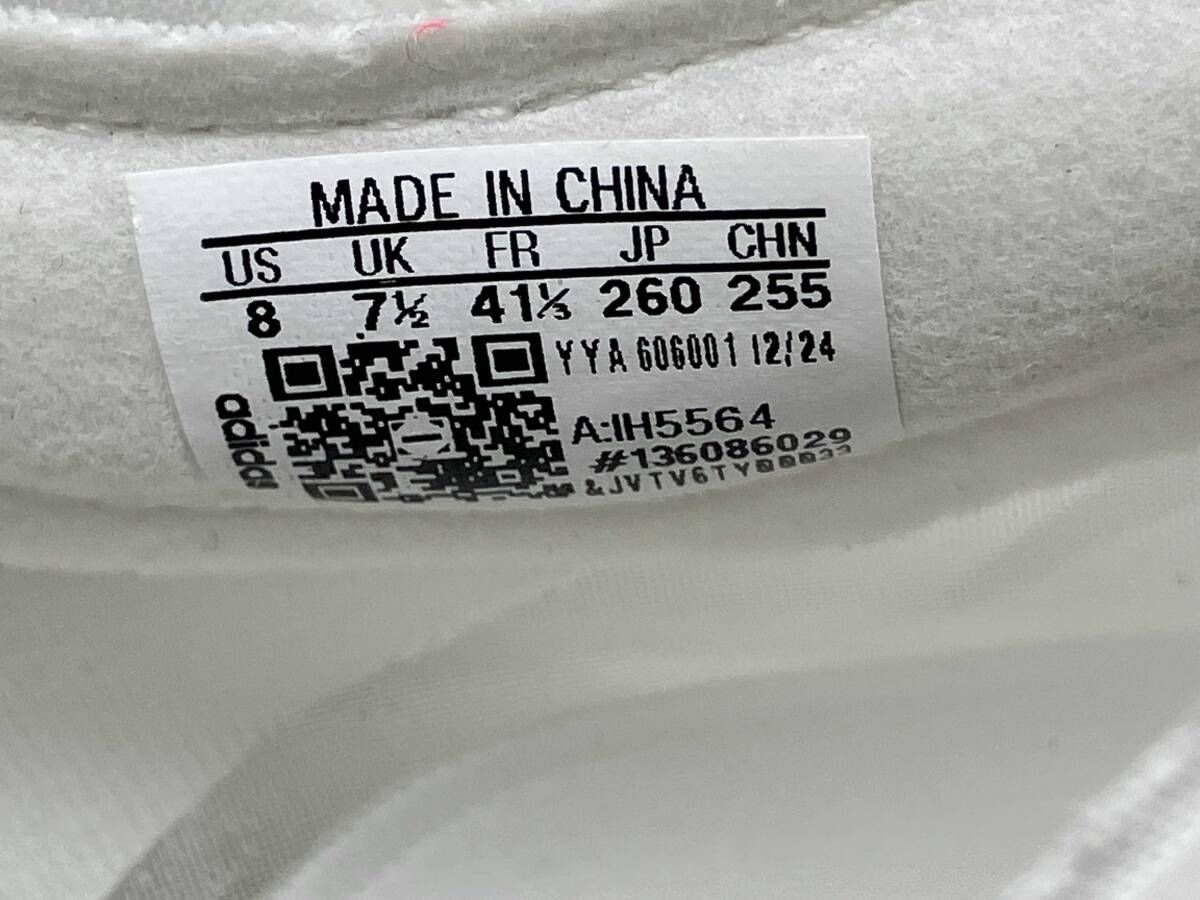 MADE IN CHINA
US UK FR JP CHN
8 7½ 41⅓ 260 255
YYA 606001 12/24
adidas
A:IH5564
#136086029
&JVTV6TY00033